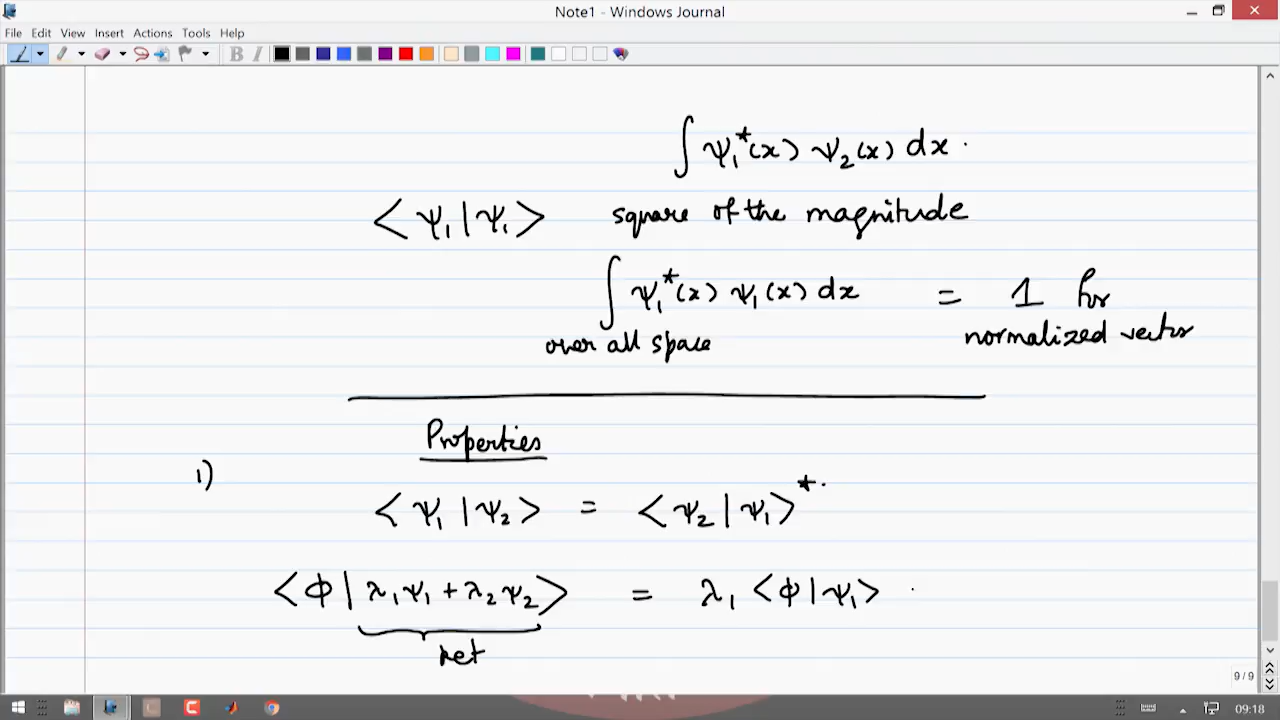 Note1 - Windows Journal
File Edit View Insert Actions Tools Help
B I
∫ ψ₁*(x) ψ₂(x) dx .
< ψ₁ | ψ₁ > square of the magnitude
∫ ψ₁*(x) ψ₁(x) dx = 1 for
over all space normalized vector
Properties
1)
< ψ₁ | ψ₂ > = < ψ₂ | ψ₁ >* .
< ϕ | λ₁ψ₁ + λ₂ψ₂ > = λ₁ < ϕ | ψ₁ > .
ket
9 / 9
09:18